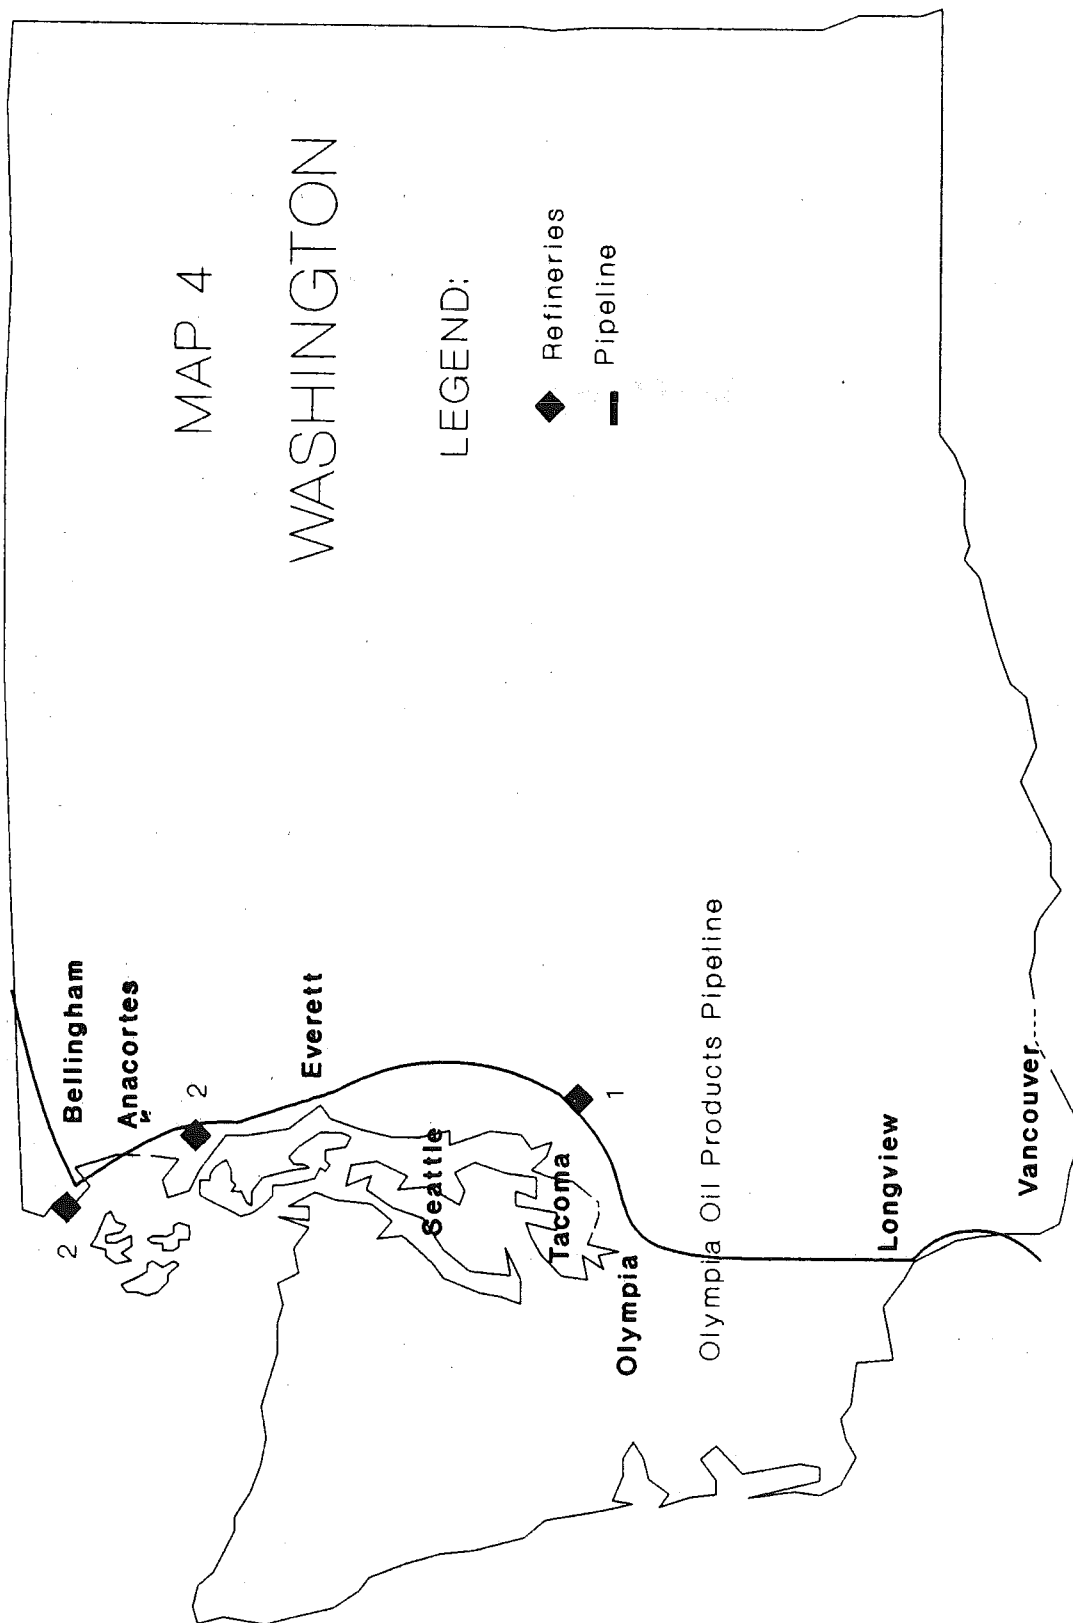 MAP 4
WASHINGTON
LEGEND:
Refineries
Pipeline
Bellingham
Anacortes
2
2
Everett
Seattle
Tacoma
1
Olympia
Olympia Oil Products Pipeline
Longview
Vancouver